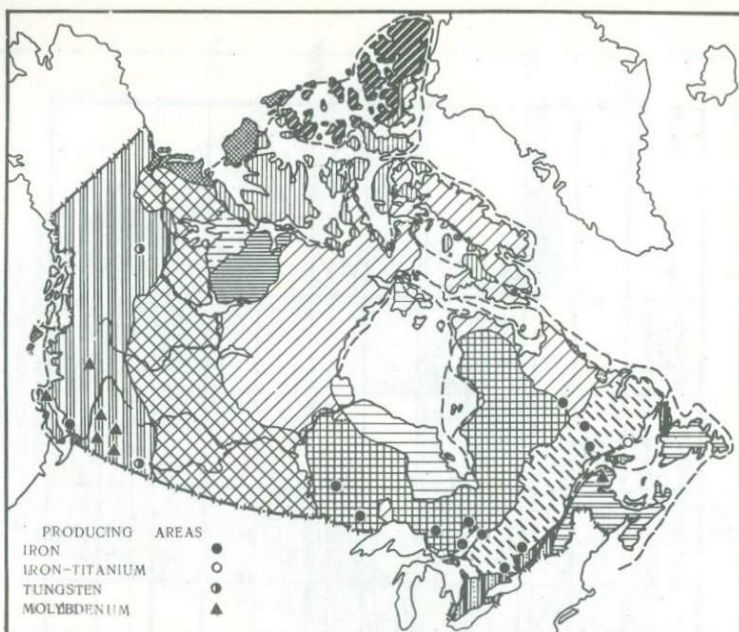 PRODUCING AREAS
IRON
IRON-TITANIUM
TUNGSTEN
MOLYBDENUM